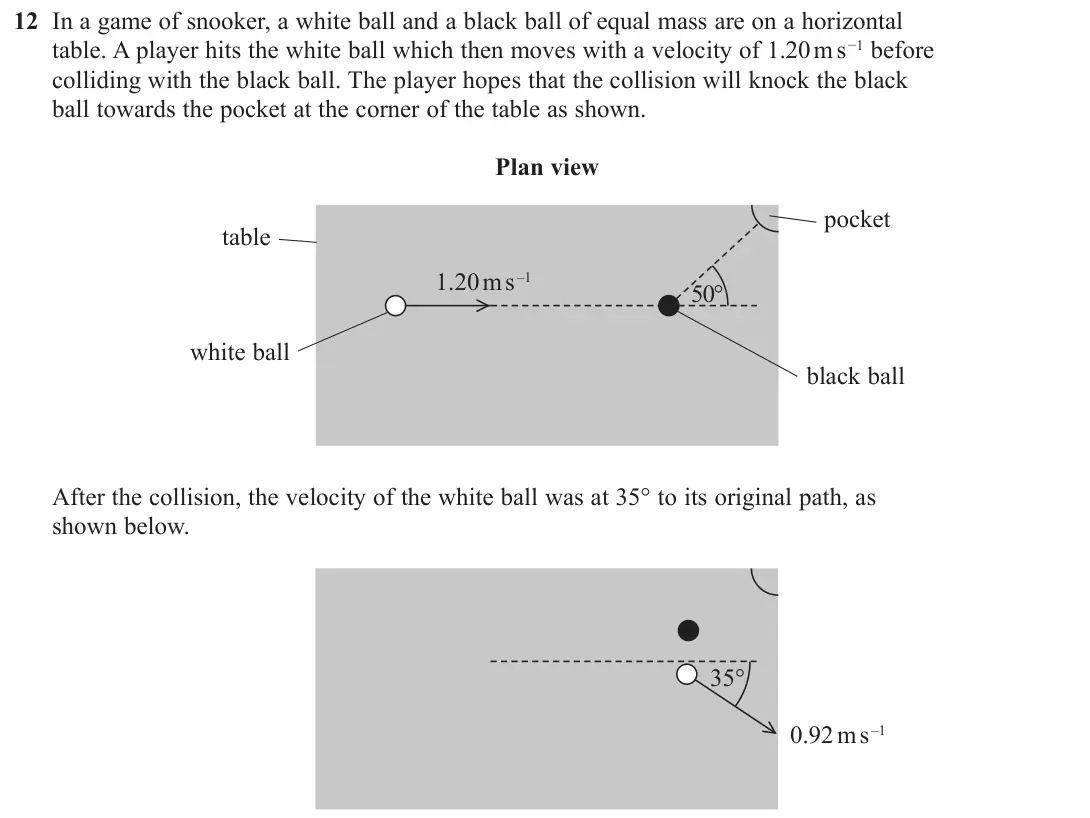 12 In a game of snooker, a white ball and a black ball of equal mass are on a horizontal
table. A player hits the white ball which then moves with a velocity of 1.20 m s⁻¹ before
colliding with the black ball. The player hopes that the collision will knock the black
ball towards the pocket at the corner of the table as shown.
Plan view
pocket
table
1.20 m s⁻¹
50°
white ball
black ball
After the collision, the velocity of the white ball was at 35° to its original path, as
shown below.
35°
0.92 m s⁻¹